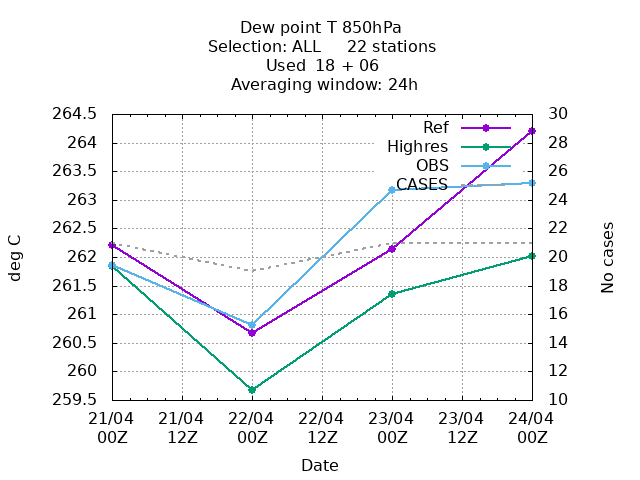 Dew point T 850hPa
Selection: ALL     22 stations
Used  18 + 06
Averaging window: 24h
264.5
264
263.5
263
262.5
262
261.5
261
260.5
260
259.5
30
28
26
24
22
20
18
16
14
12
10
Ref
Highres
OBS
CASES
deg C
No cases
21/04 21/04 22/04 22/04 23/04 23/04 24/04
00Z 12Z 00Z 12Z 00Z 12Z 00Z
Date